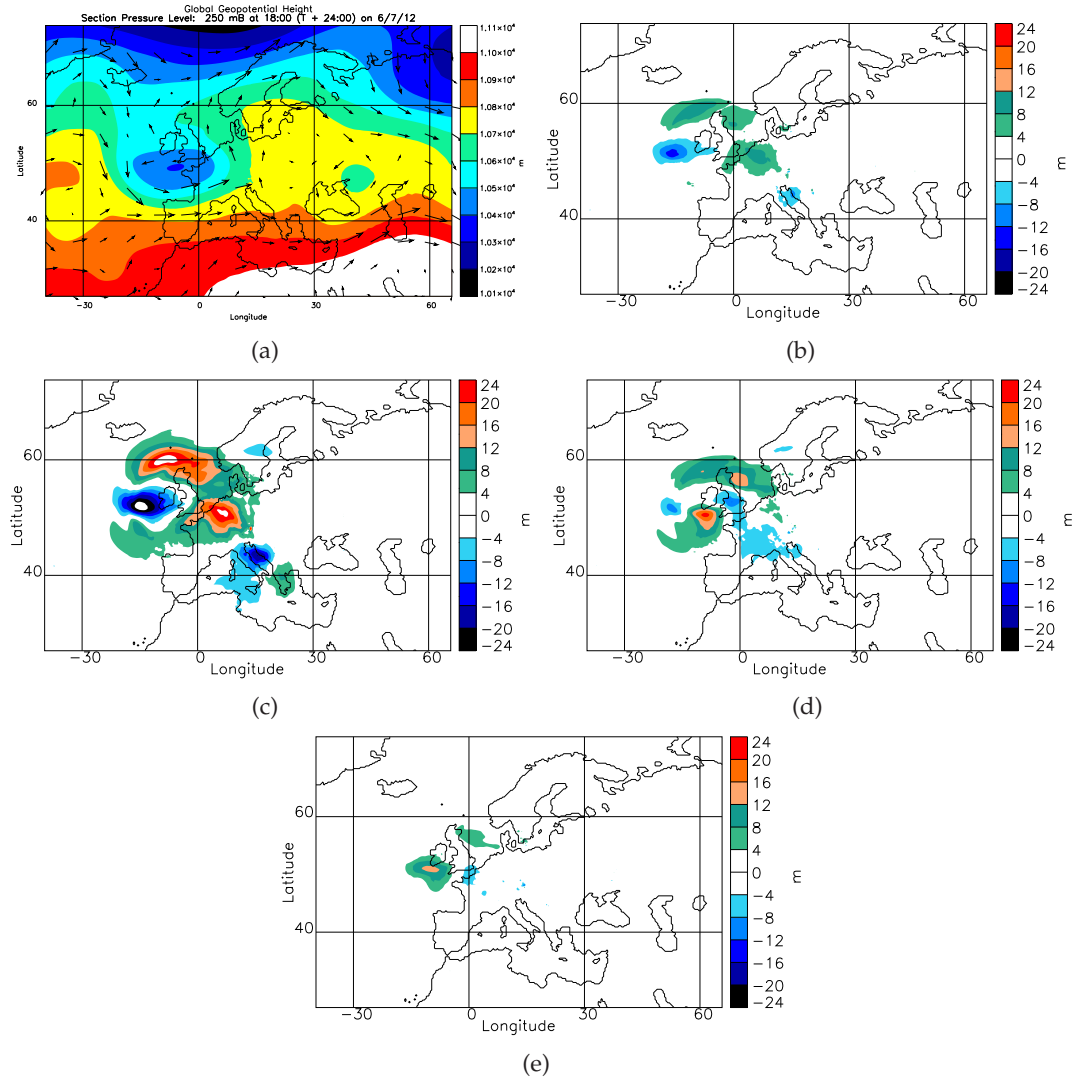 Global Geopotential Height
Section Pressure Level: 250 mB at 18:00 (T + 24:00) on 6/7/12
1.11×10⁴
1.10×10⁴
1.09×10⁴
1.08×10⁴
1.07×10⁴
1.06×10⁴
1.05×10⁴
1.04×10⁴
1.03×10⁴
1.02×10⁴
1.01×10⁴
m
Latitude
60
40
−30 0 30 60
Longitude
(a)
24
20
16
12
8
4
0
−4
−8
−12
−16
−20
−24
m
Latitude
60
40
−30 0 30 60
Longitude
(b)
24
20
16
12
8
4
0
−4
−8
−12
−16
−20
−24
m
Latitude
60
40
−30 0 30 60
Longitude
(c)
24
20
16
12
8
4
0
−4
−8
−12
−16
−20
−24
m
Latitude
60
40
−30 0 30 60
Longitude
(d)
24
20
16
12
8
4
0
−4
−8
−12
−16
−20
−24
m
Latitude
60
40
−30 0 30 60
Longitude
(e)